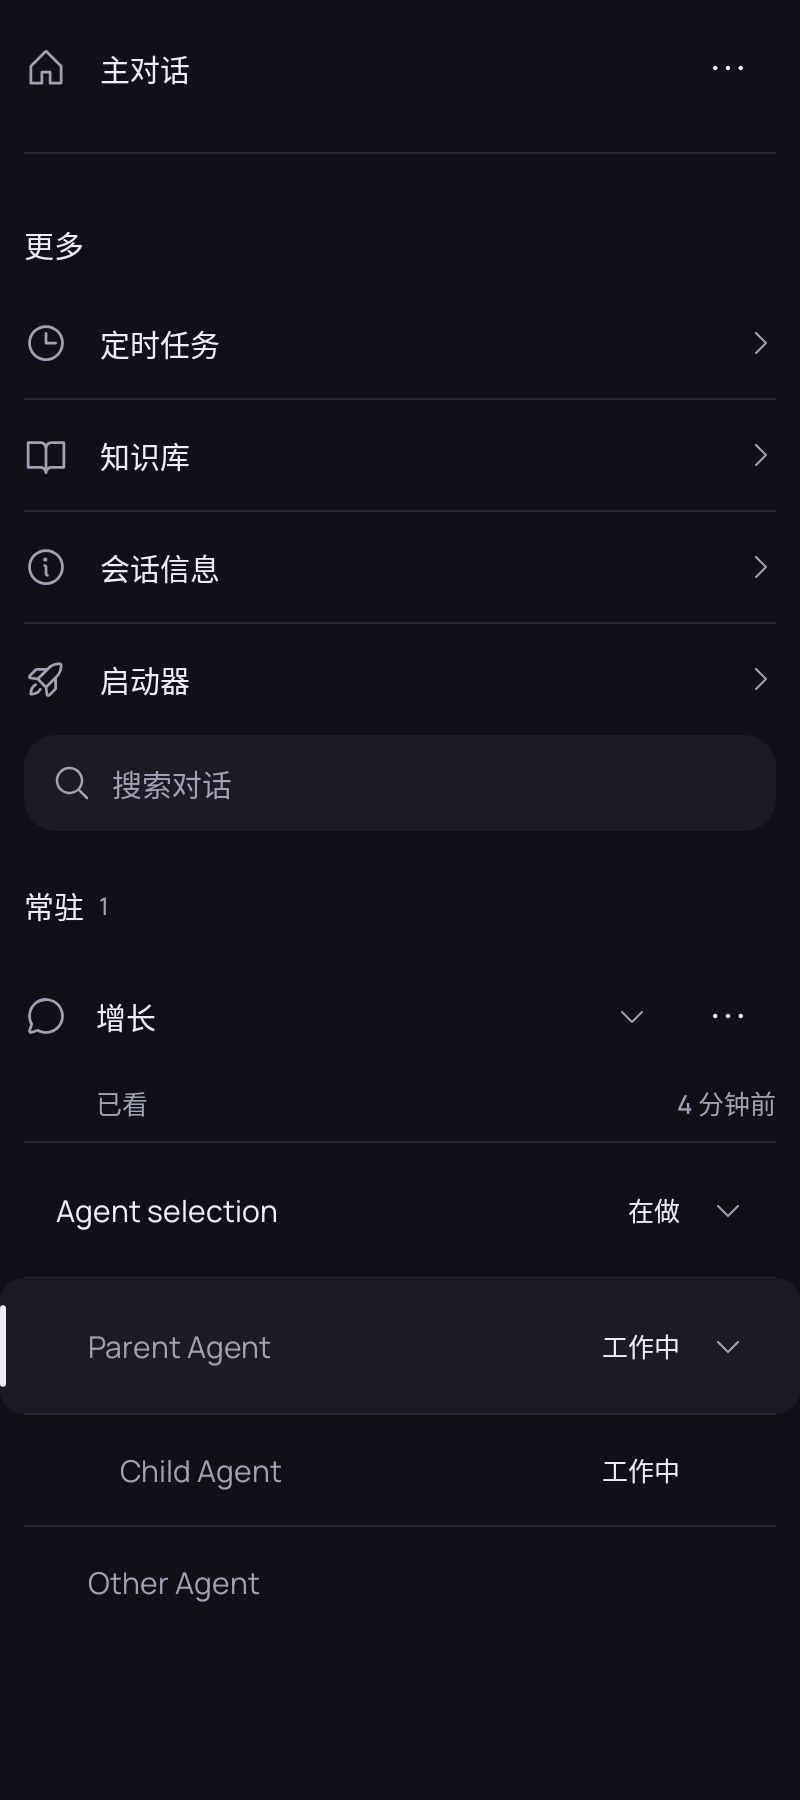 主对话
更多
定时任务
知识库
会话信息
启动器
搜索对话
常驻 1
增长
已看 4 分钟前
Agent selection 在做
Parent Agent 工作中
Child Agent 工作中
Other Agent